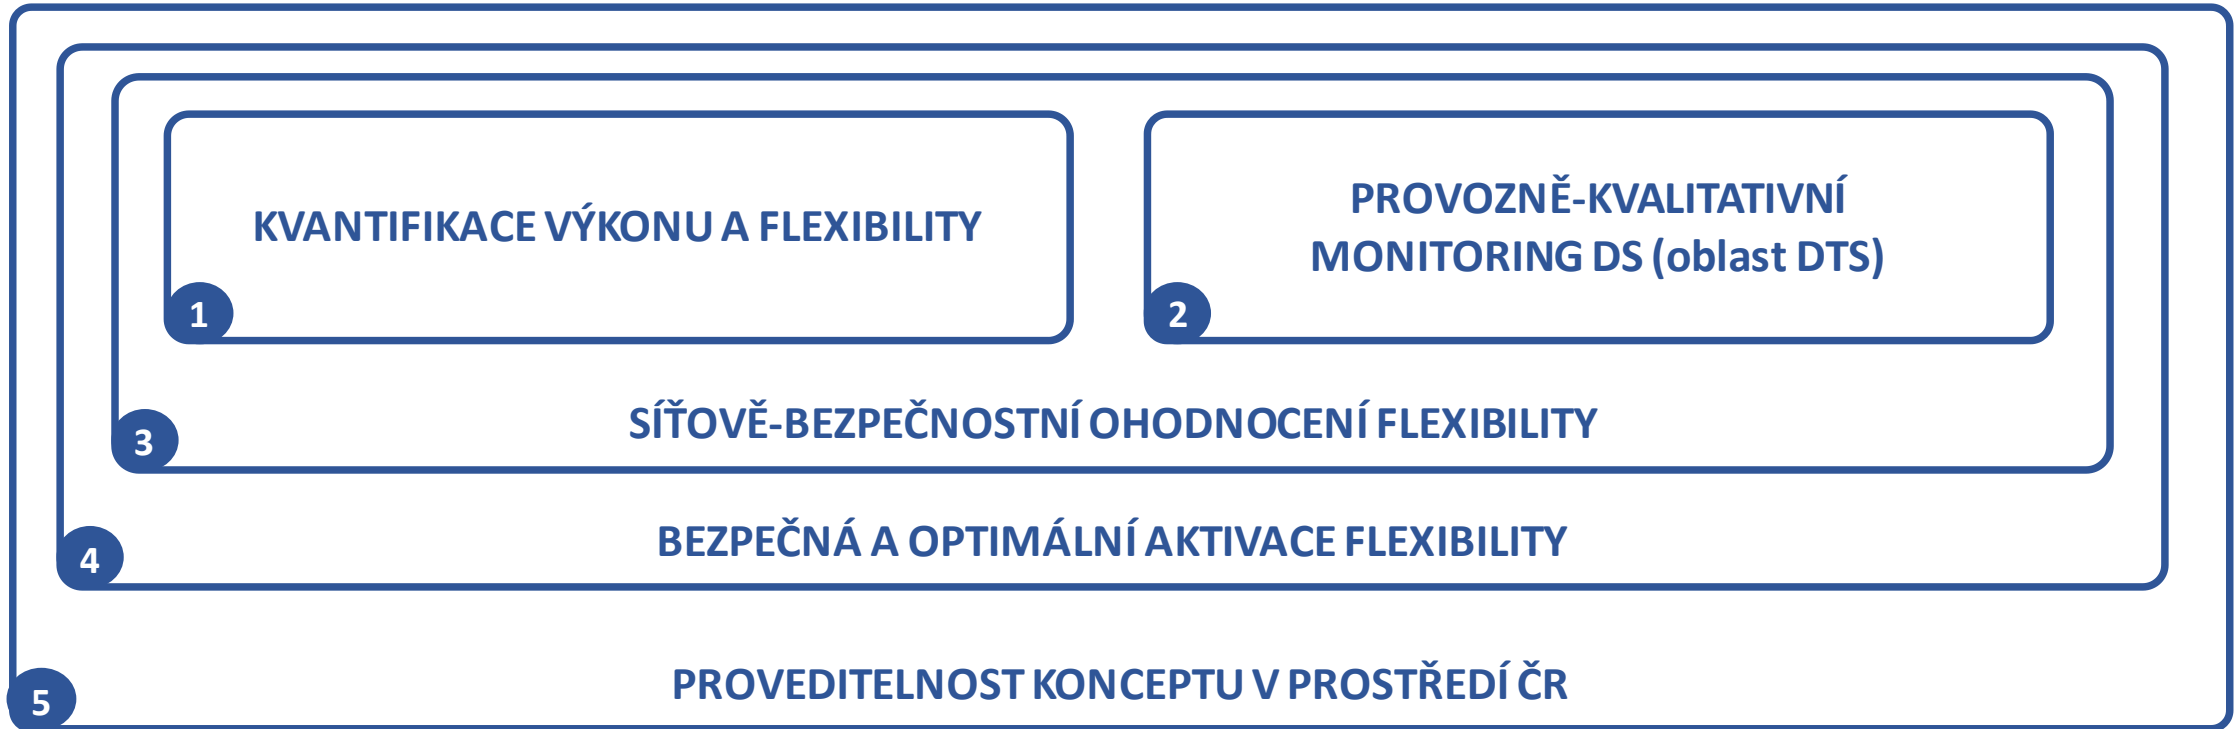 KVANTIFIKACE VÝKONU A FLEXIBILITY
1
PROVOZNĚ-KVALITATIVNÍ
MONITORING DS (oblast DTS)
2
SÍŤOVĚ-BEZPEČNOSTNÍ OHODNOCENÍ FLEXIBILITY
3
BEZPEČNÁ A OPTIMÁLNÍ AKTIVACE FLEXIBILITY
4
PROVEDITELNOST KONCEPTU V PROSTŘEDÍ ČR
5